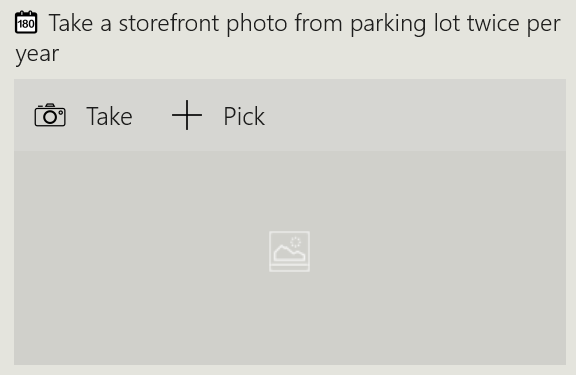 180 Take a storefront photo from parking lot twice per
year
Take Pick